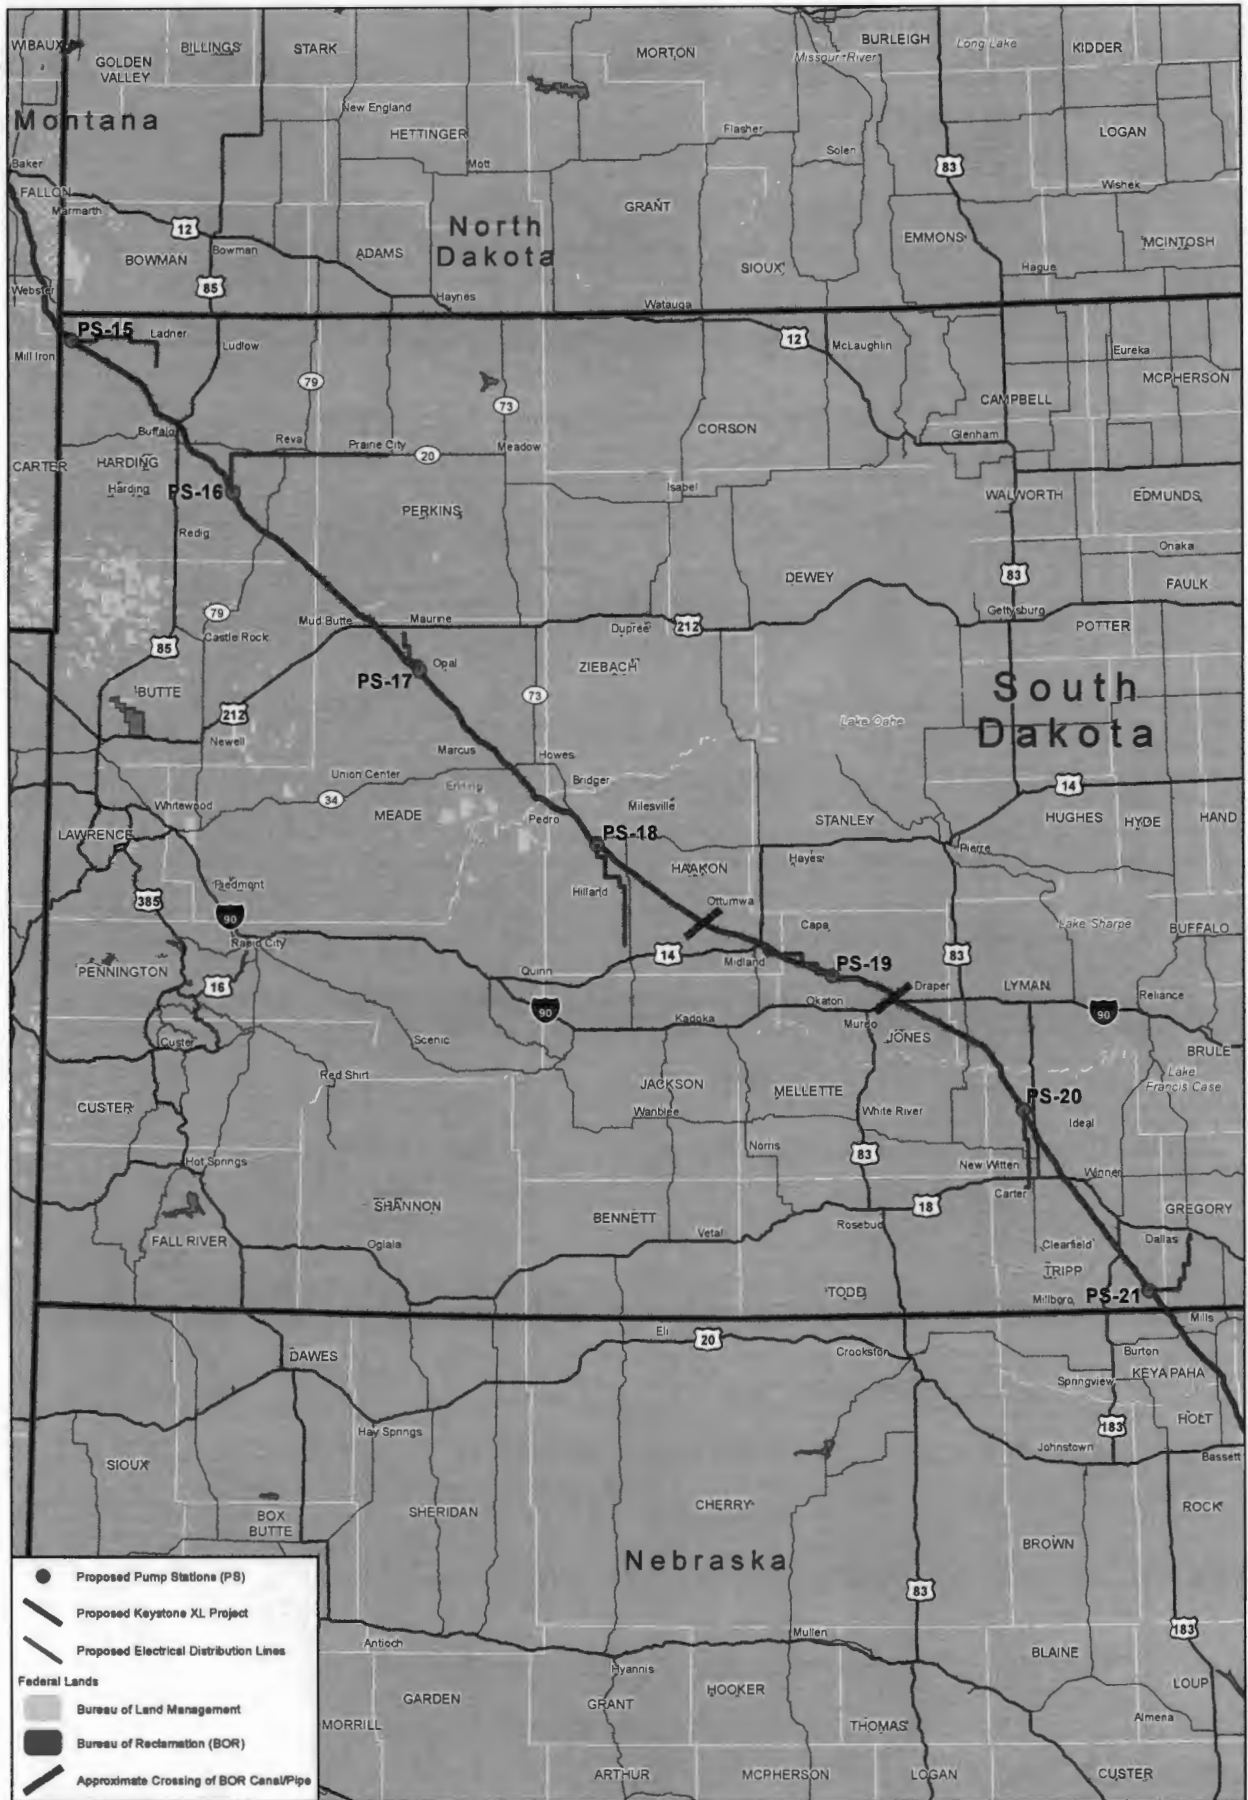 WIBAUX
GOLDEN
VALLEY
BILLINGS
STARK
MORTON
Missouri River
BURLEIGH
Long Lake
KIDDER
Montana
New England
HETTINGER
Mott
Flasher
Solen
83
LOGAN
Baker
FALLON
Marmarth
12
Bowman
BOWMAN
85
ADAMS
North
Dakota
GRANT
SIOUX
EMMONS
Wishek
MCINTOSH
Hague
Webster
Haynes
Watauga
PS-15
Ladner
Mill Iron
Ludlow
79
73
12
McLaughlin
Eureka
MCPHERSON
CAMPBELL
Buffalo
Reva
Prairie City
20
Meadow
CORSON
Glenham
CARTER
HARDING
Harding
PS-16
PERKINS
Isabel
WALWORTH
EDMUNDS
Redig
Onaka
DEWEY
83
FAULK
79
Castle Rock
Mud Butte
Maurine
Dupree
212
Gettysburg
POTTER
85
BUTTE
PS-17
Opal
ZIEBACH
73
South
Dakota
212
Newell
Lake Oahe
Marcus
Howes
Union Center
Bridger
34
MEADE
Whitewood
Pedro
Milesville
14
LAWRENCE
PS-18
STANLEY
HUGHES
HYDE
HAND
Pierre
Hayes
HAAKON
385
Piedmont
90
Rapid City
Hilland
Ottumwa
Capa
Lake Sharpe
BUFFALO
PENNINGTON
16
Quinn
14
Midland
PS-19
83
Draper
LYMAN
90
Okaton
90
Reliance
Kadoka
Murdo
JONES
Custer
Scenic
BRULE
Red Shirt
JACKSON
MELLETTE
Lake
Francis Case
CUSTER
Wanblee
White River
PS-20
Ideal
Norris
83
New Witten
Winner
Hot Springs
Carter
SHANNON
BENNETT
18
GREGORY
FALL RIVER
Oglala
Vetal
Rosebud
Clearfield
Dallas
TRIPP
TODD
Millboro
PS-21
Mills
Eli
20
Crookston
Burton
DAWES
Springview
KEYA PAHA
Hay Springs
183
HOLT
Johnstown
Bassett
SIOUX
SHERIDAN
CHERRY
ROCK
BOX
BUTTE
BROWN
Nebraska
83
183
Antioch
Mullen
BLAINE
Hyannis
GARDEN
HOOKER
LOUP
MORRILL
GRANT
THOMAS
Almena
ARTHUR
MCPHERSON
LOGAN
CUSTER
Proposed Pump Stations (PS)
Proposed Keystone XL Project
Proposed Electrical Distribution Lines
Federal Lands
Bureau of Land Management
Bureau of Reclamation (BOR)
Approximate Crossing of BOR Canal/Pipe